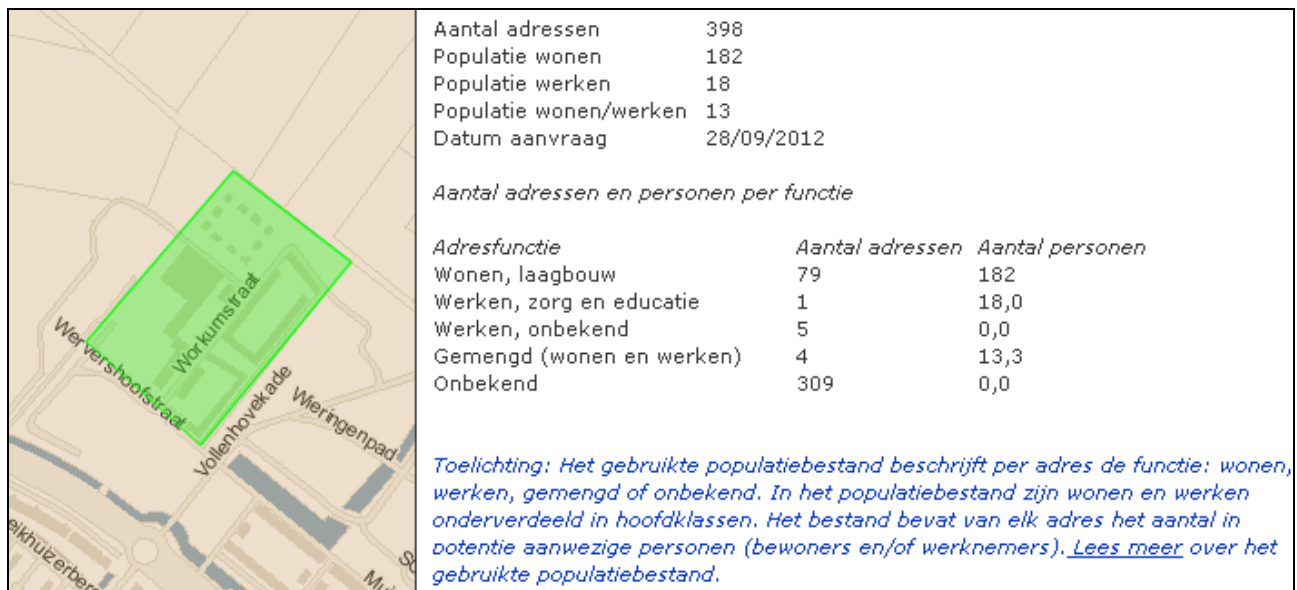 Aantal adressen 398
Populatie wonen 182
Populatie werken 18
Populatie wonen/werken 13
Datum aanvraag 28/09/2012
Aantal adressen en personen per functie
Adresfunctie Aantal adressen Aantal personen
Wonen, laagbouw 79 182
Werken, zorg en educatie 1 18,0
Werken, onbekend 5 0,0
Gemengd (wonen en werken) 4 13,3
Onbekend 309 0,0
Toelichting: Het gebruikte populatiebestand beschrijft per adres de functie: wonen,
werken, gemengd of onbekend. In het populatiebestand zijn wonen en werken
onderverdeeld in hoofdklassen. Het bestand bevat van elk adres het aantal in
potentie aanwezige personen (bewoners en/of werknemers). Lees meer over het
gebruikte populatiebestand.
Workumstraat
Wervershoofstraat
Vollenhovekade
Wieringenpad
elkhuizerber